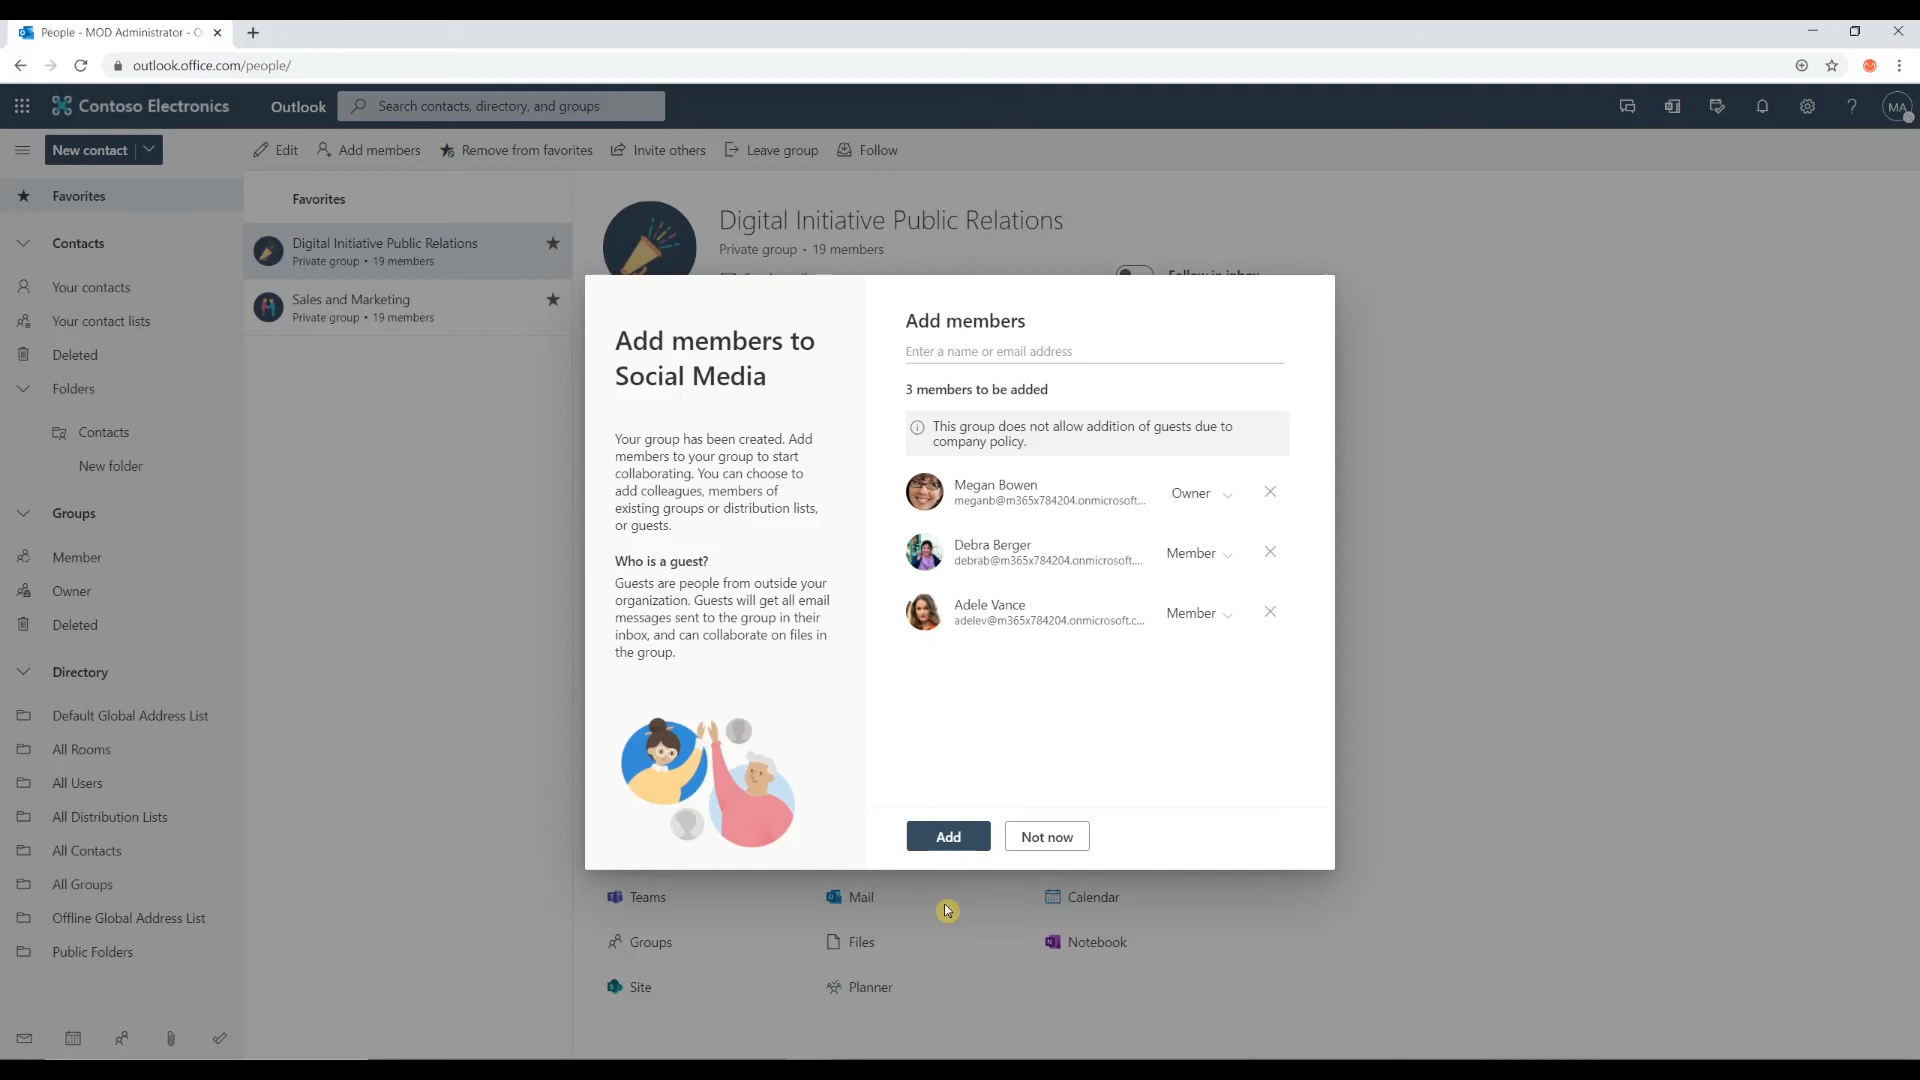 People - MOD Administrator - O
outlook.office.com/people/
Contoso Electronics
Outlook
Search contacts, directory, and groups
MA
New contact
Edit
Add members
Remove from favorites
Invite others
Leave group
Follow
Favorites
Contacts
Your contacts
Your contact lists
Deleted
Folders
Contacts
New folder
Groups
Member
Owner
Deleted
Directory
Default Global Address List
All Rooms
All Users
All Distribution Lists
All Contacts
All Groups
Offline Global Address List
Public Folders
Favorites
Digital Initiative Public Relations
Private group • 19 members
Sales and Marketing
Private group • 19 members
Digital Initiative Public Relations
Private group • 19 members
Follow in inbox
Add members to
Social Media
Your group has been created. Add
members to your group to start
collaborating. You can choose to
add colleagues, members of
existing groups or distribution lists,
or guests.
Who is a guest?
Guests are people from outside your
organization. Guests will get all email
messages sent to the group in their
inbox, and can collaborate on files in
the group.
Add members
Enter a name or email address
3 members to be added
This group does not allow addition of guests due to
company policy.
Megan Bowen
meganb@m365x784204.onmicrosoft...
Owner
Debra Berger
debrab@m365x784204.onmicrosoft....
Member
Adele Vance
adelev@m365x784204.onmicrosoft.c...
Member
Add
Not now
Teams
Mail
Calendar
Groups
Files
Notebook
Site
Planner